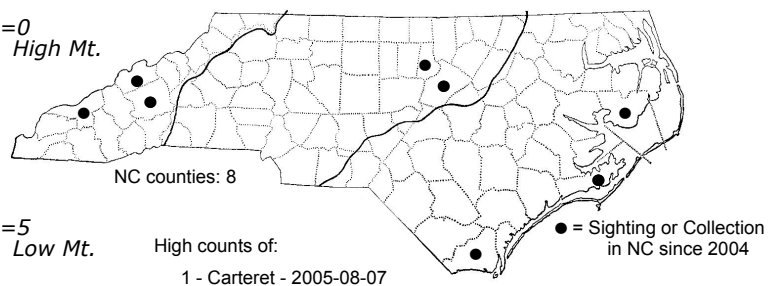 =0
High Mt.
NC counties: 8
=5
Low Mt.
High counts of:
1 - Carteret - 2005-08-07
● = Sighting or Collection
in NC since 2004